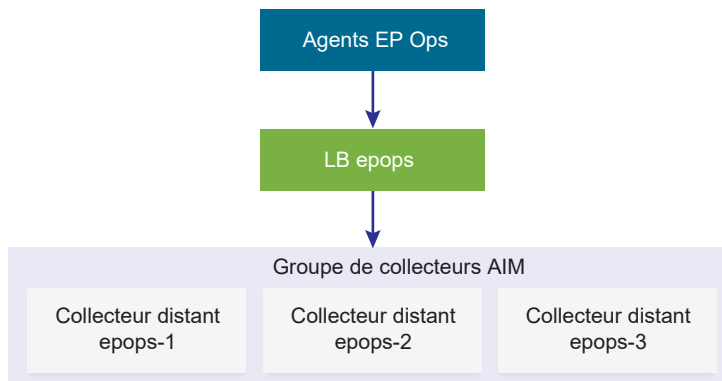 Agents EP Ops
LB epops
Groupe de collecteurs AIM
Collecteur distant
epops-1
Collecteur distant
epops-2
Collecteur distant
epops-3